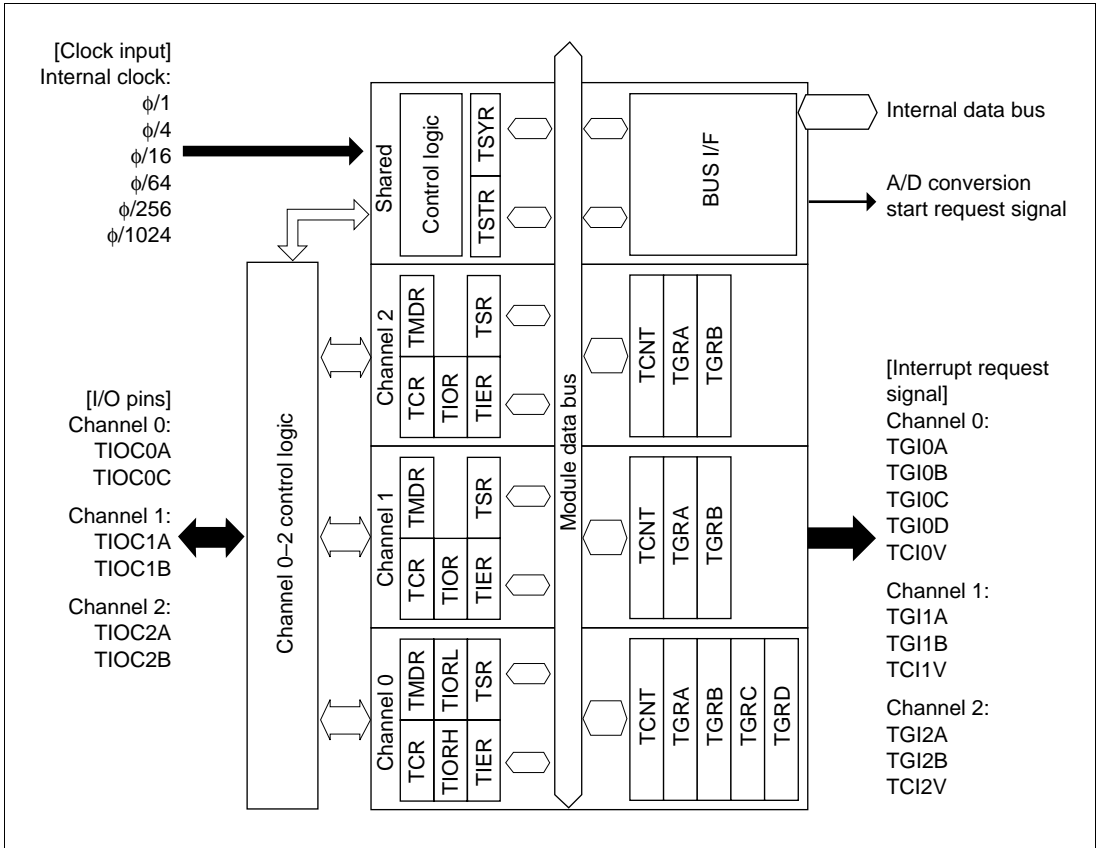 [Clock input]
Internal clock:
ϕ/1
ϕ/4
ϕ/16
ϕ/64
ϕ/256
ϕ/1024
[I/O pins]
Channel 0:
TIOC0A
TIOC0C
Channel 1:
TIOC1A
TIOC1B
Channel 2:
TIOC2A
TIOC2B
Channel 0–2 control logic
Shared
Control logic
TSYR
TSTR
BUS I/F
Channel 2
TMDR
TSR
TCR
TIOR
TIER
TCNT
TGRA
TGRB
Channel 1
TMDR
TSR
TCR
TIOR
TIER
TCNT
TGRA
TGRB
Channel 0
TMDR
TIORL
TSR
TCR
TIORH
TIER
TCNT
TGRA
TGRB
TGRC
TGRD
Module data bus
Internal data bus
A/D conversion
start request signal
[Interrupt request
signal]
Channel 0:
TGI0A
TGI0B
TGI0C
TGI0D
TCI0V
Channel 1:
TGI1A
TGI1B
TCI1V
Channel 2:
TGI2A
TGI2B
TCI2V